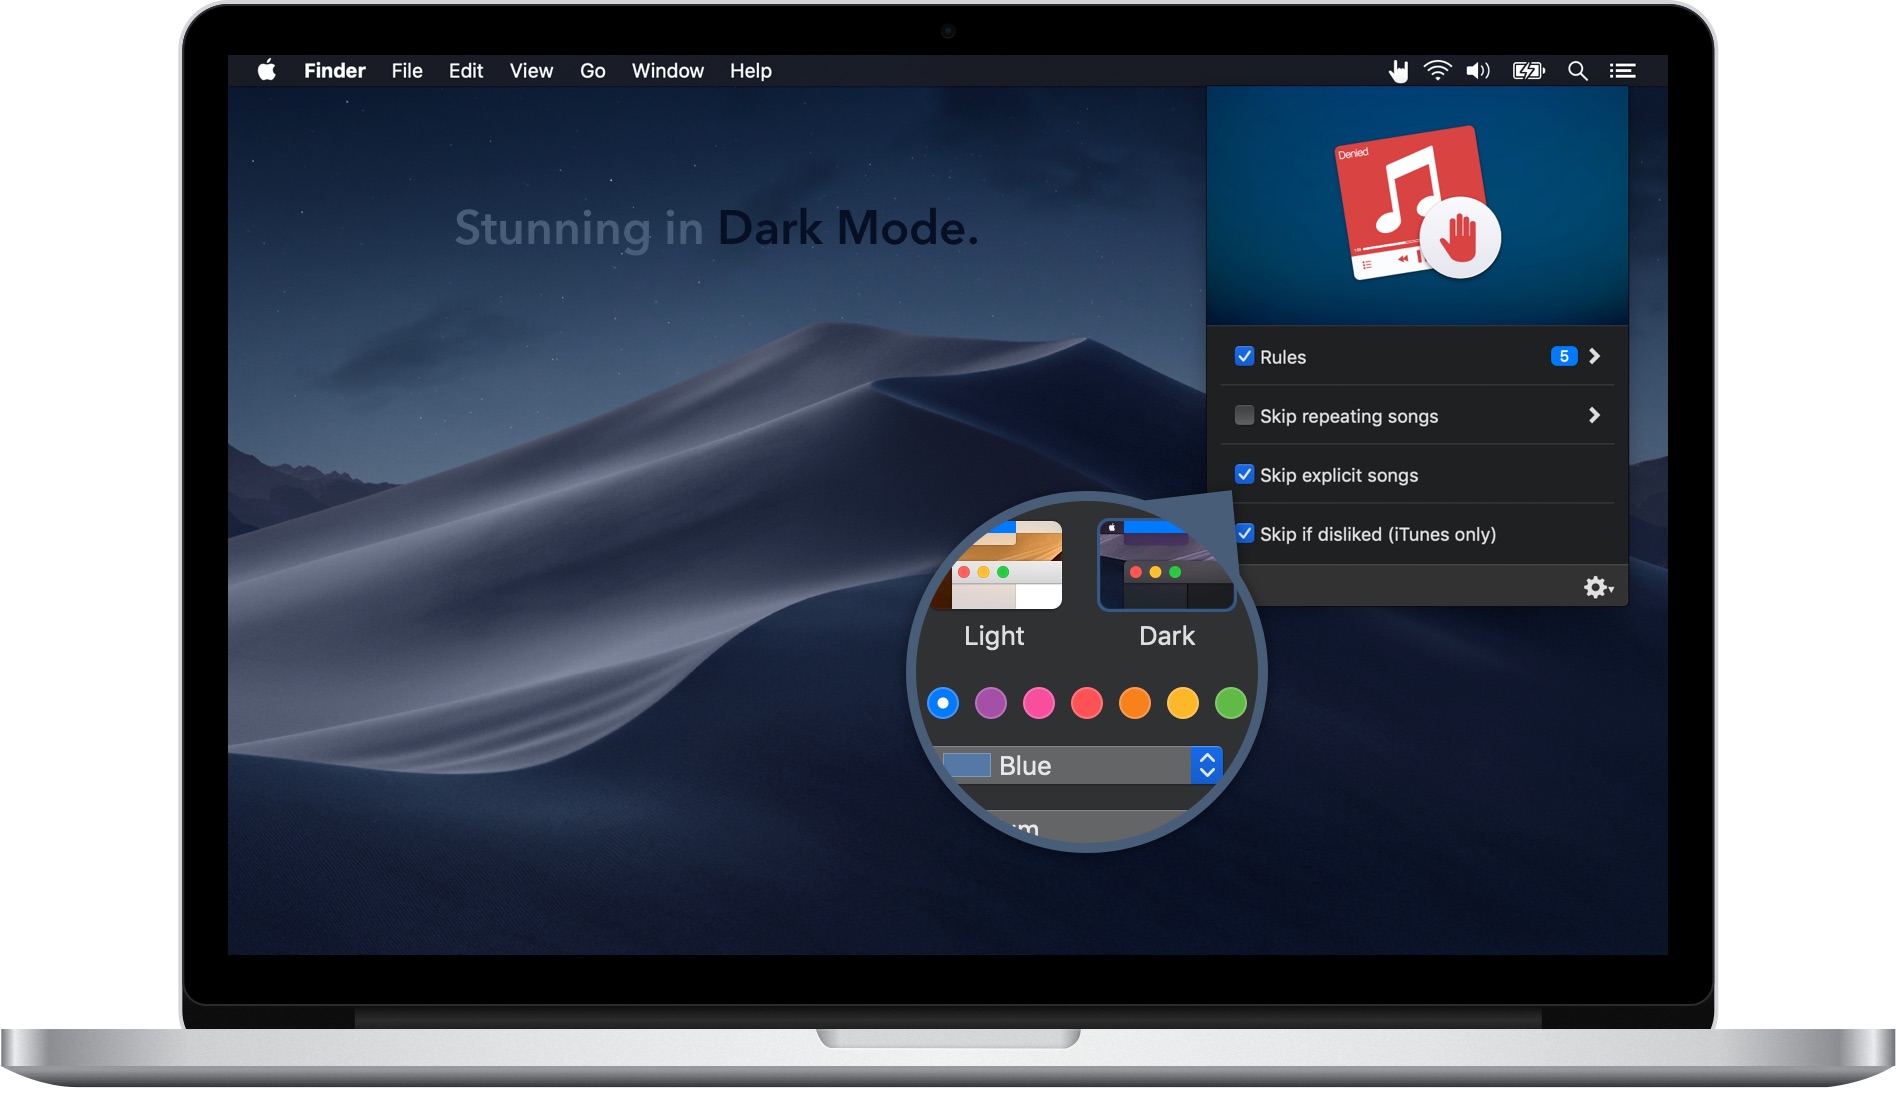 Finder File Edit View Go Window Help
Stunning in Dark Mode.
Denied
Rules 5
Skip repeating songs
Skip explicit songs
Skip if disliked (iTunes only)
Light Dark
Blue